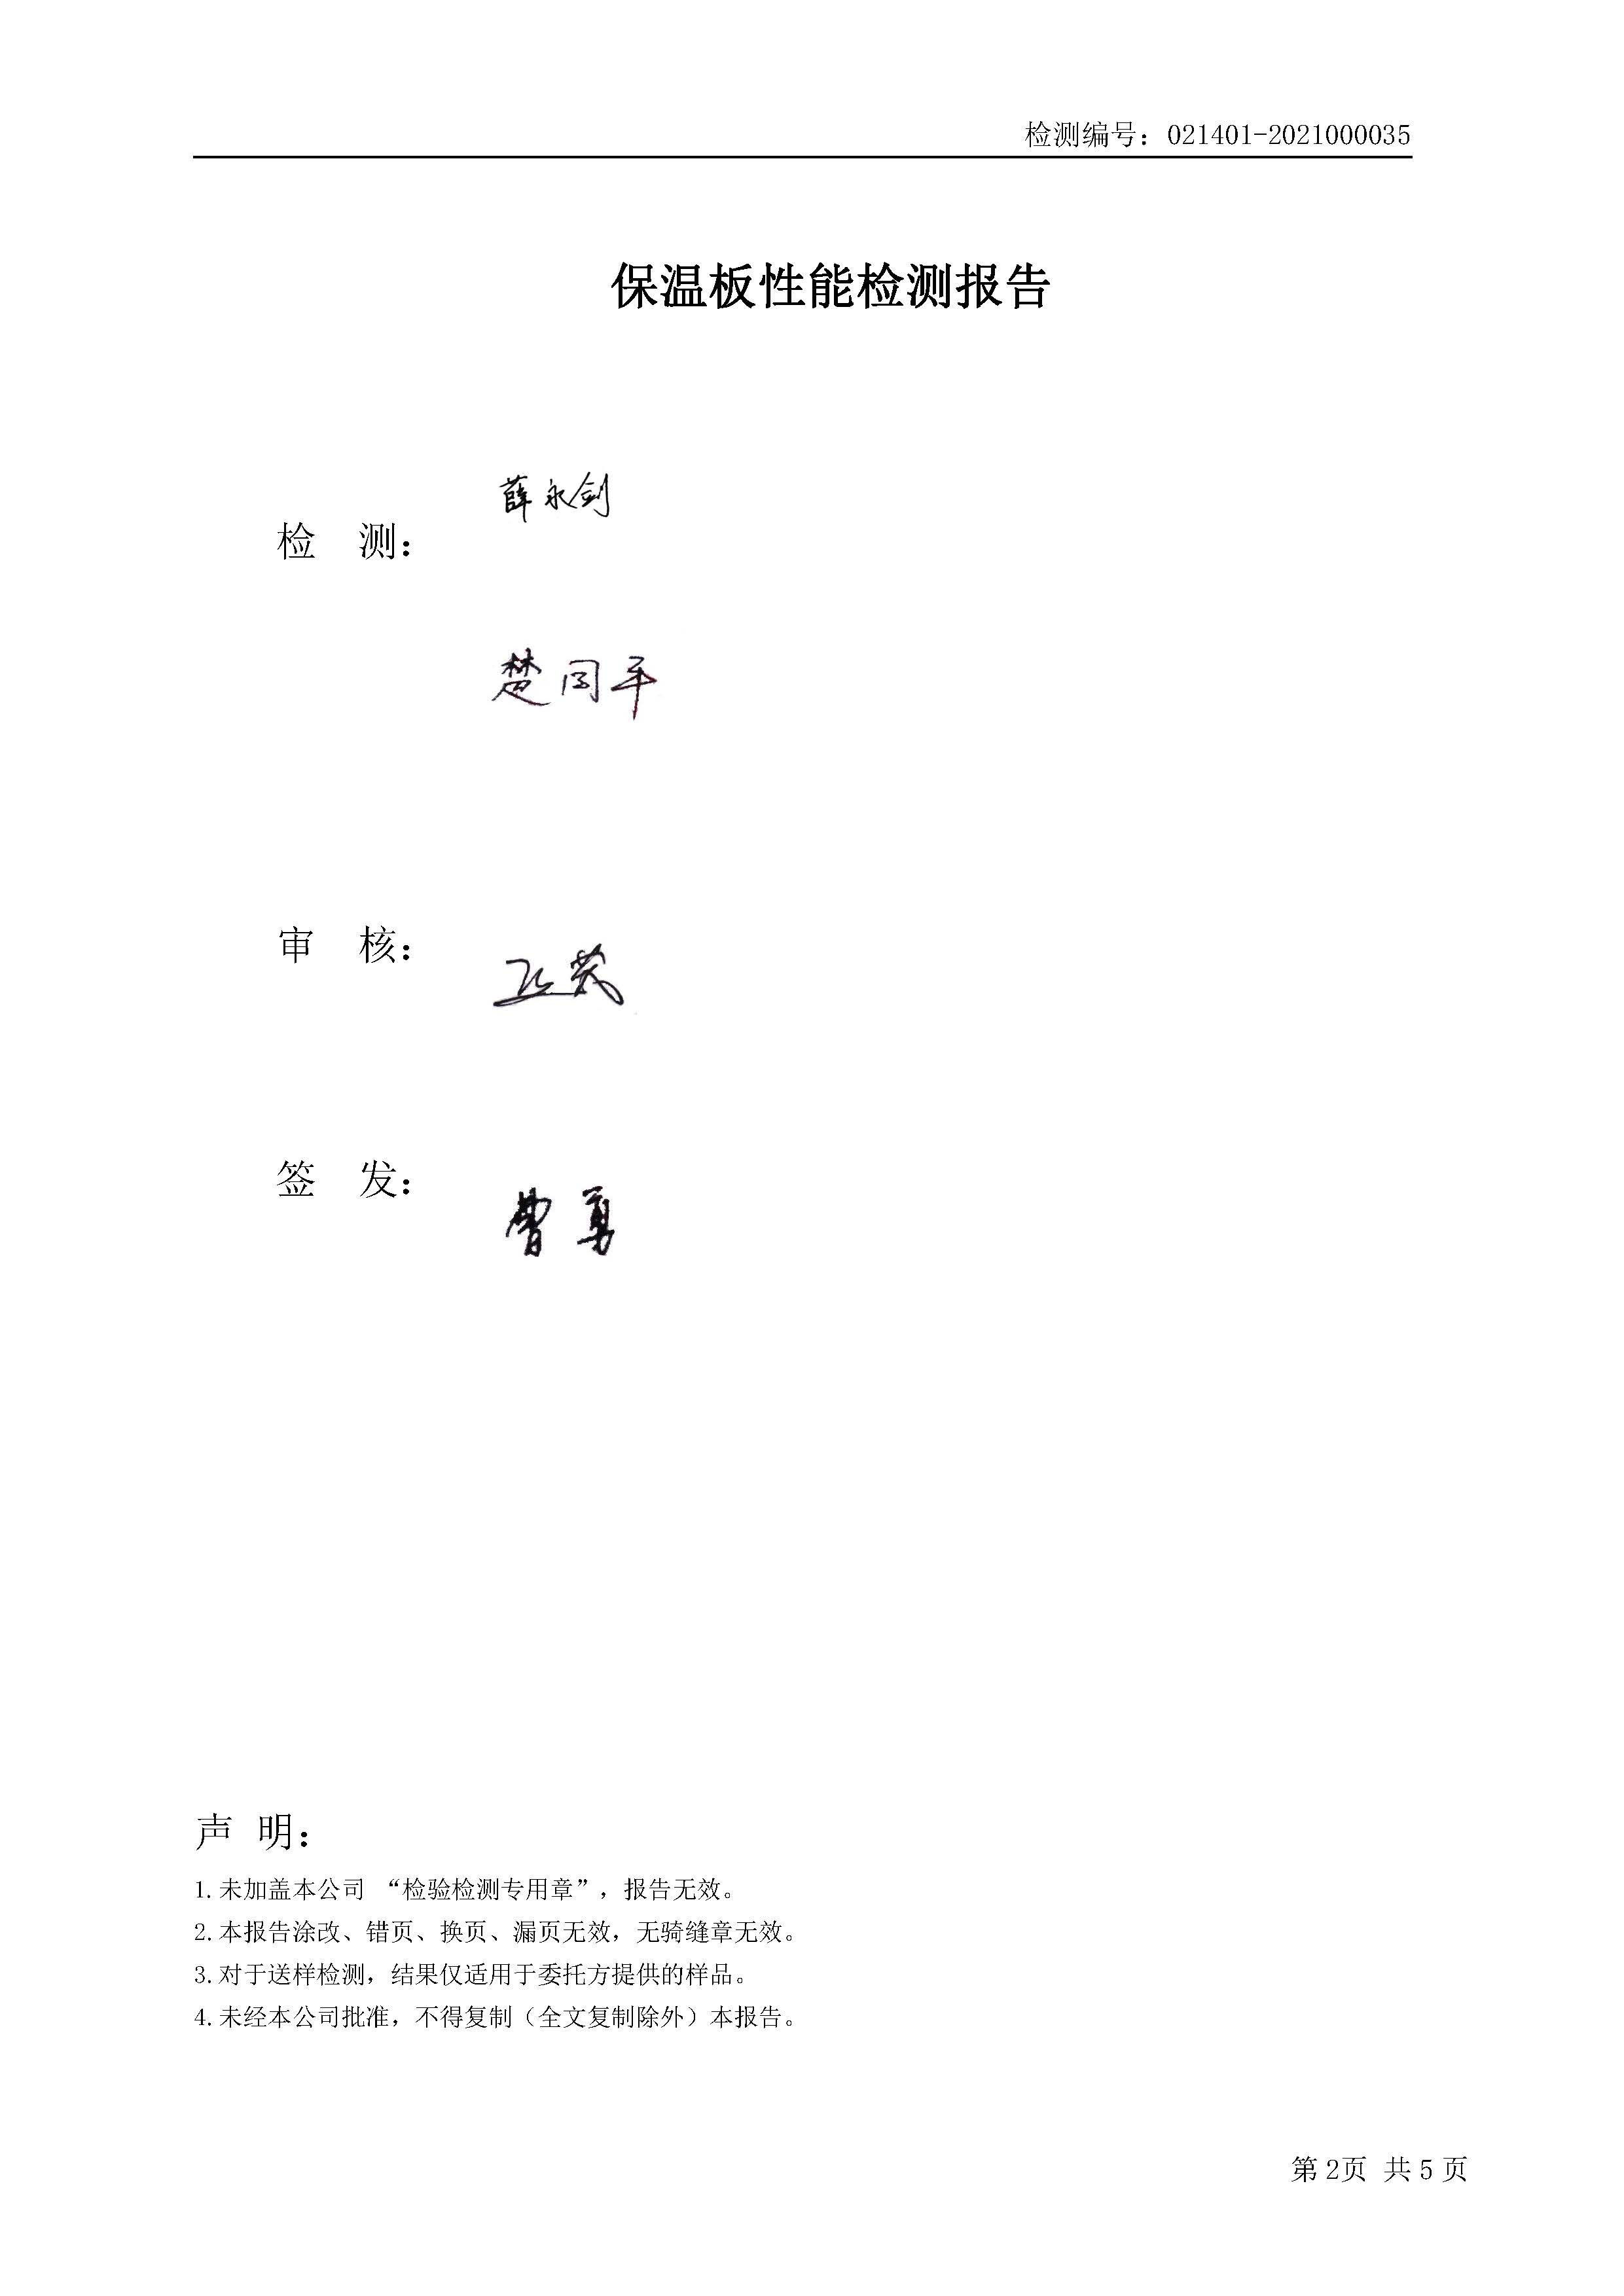 检测编号：021401-2021000035
保温板性能检测报告
薛永剑
检 测：
楚同平
审 核：
签 发：
曹勇
声 明：
1.未加盖本公司 “检验检测专用章”，报告无效。
2.本报告涂改、错页、换页、漏页无效，无骑缝章无效。
3.对于送样检测，结果仅适用于委托方提供的样品。
4.未经本公司批准，不得复制（全文复制除外）本报告。
第 2页 共 5 页